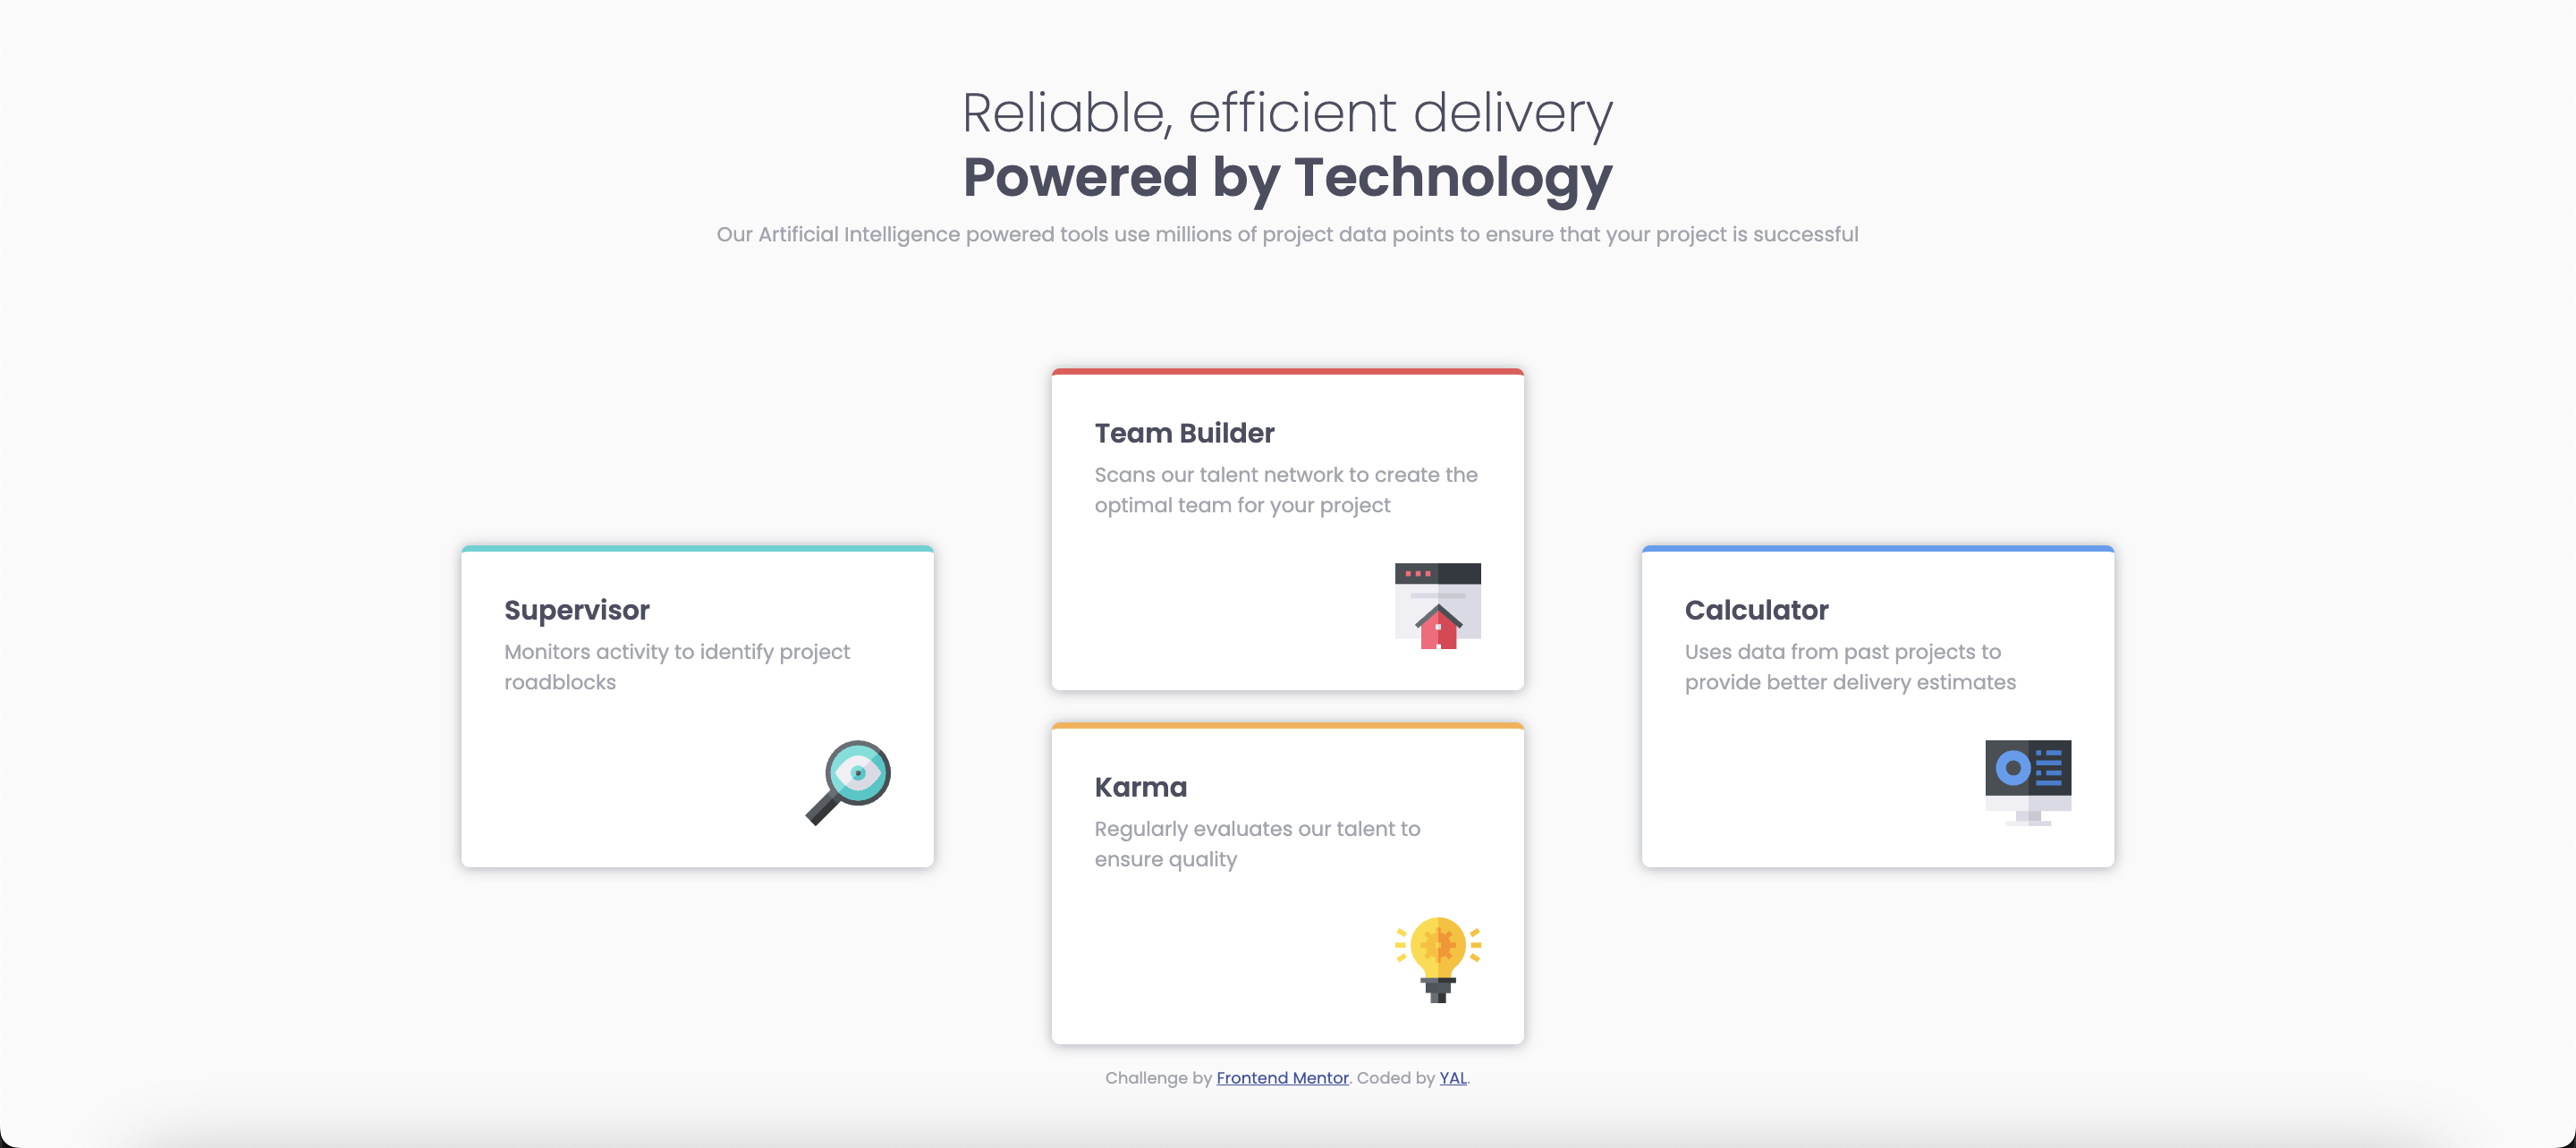 Reliable, efficient delivery
Powered by Technology
Our Artificial Intelligence powered tools use millions of project data points to ensure that your project is successful
Team Builder
Scans our talent network to create the
optimal team for your project
Supervisor
Monitors activity to identify project
roadblocks
Calculator
Uses data from past projects to
provide better delivery estimates
Karma
Regularly evaluates our talent to
ensure quality
Challenge by Frontend Mentor. Coded by YAL.